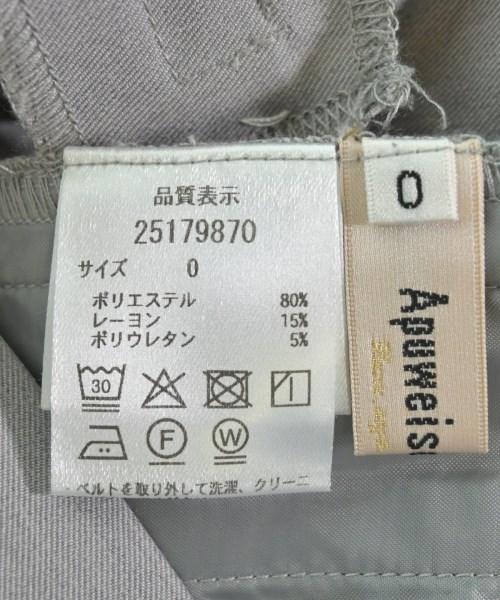 品質表示
25179870
サイズ 0
ポリエステル 80%
レーヨン 15%
ポリウレタン 5%
30
F
W
ベルトを取り外して洗濯、クリーニ
0
Apuweis